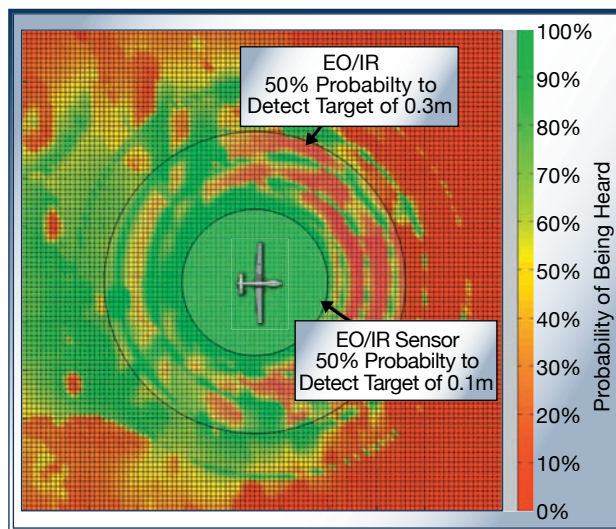 EO/IR
50% Probabilty to
Detect Target of 0.3m
EO/IR Sensor
50% Probabilty to
Detect Target of 0.1m
100%
90%
80%
70%
60%
50%
40%
30%
20%
10%
0%
Probability of Being Heard